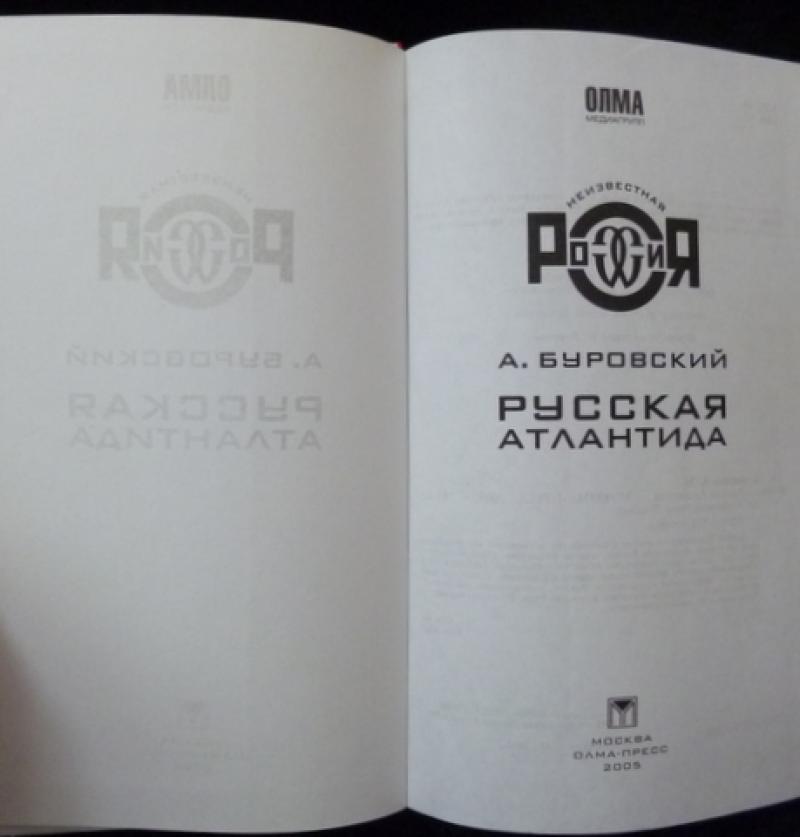 ОЛМА
МЕДИАГРУПП
НЕИЗВЕСТНАЯ
РОССИЯ
А. БУРОВСКИЙ
РУССКАЯ
АТЛАНТИДА
МОСКВА
ОЛМА-ПРЕСС
2005